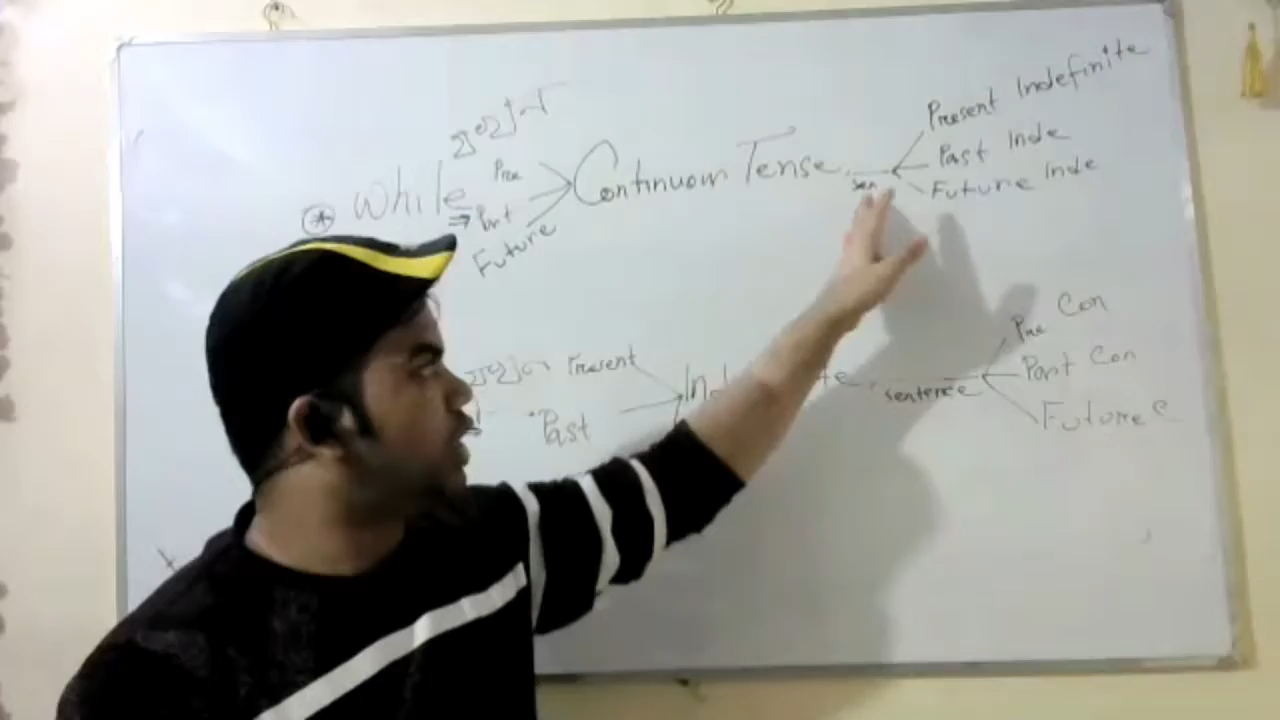 While
Pre
Past
Future
Continuous Tense
sen
Present Indefinite
Past Inde
Future Inde
Present
Past
sentence
Pre Con
Past Con
Future C